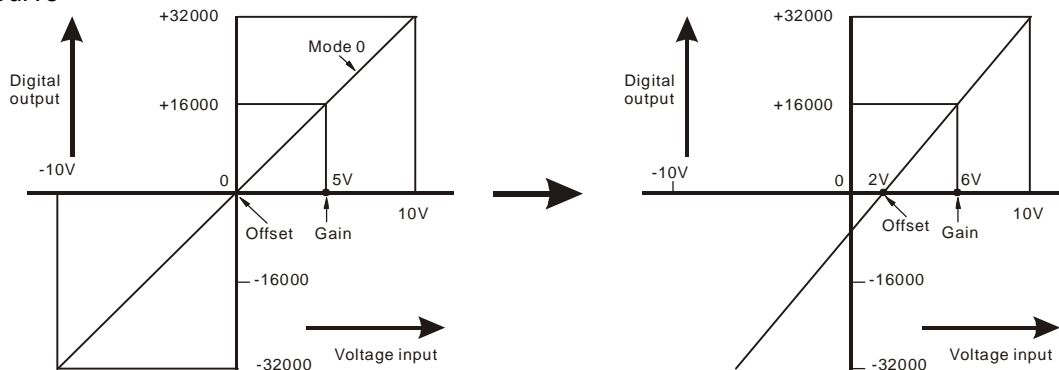 +32000
Mode 0
Digital
output
+16000
-10V
0
5V
10V
Offset
Gain
-16000
Voltage input
-32000
+32000
Digital
output
+16000
-10V
0
2V
6V
10V
Offset
Gain
-16000
Voltage input
-32000